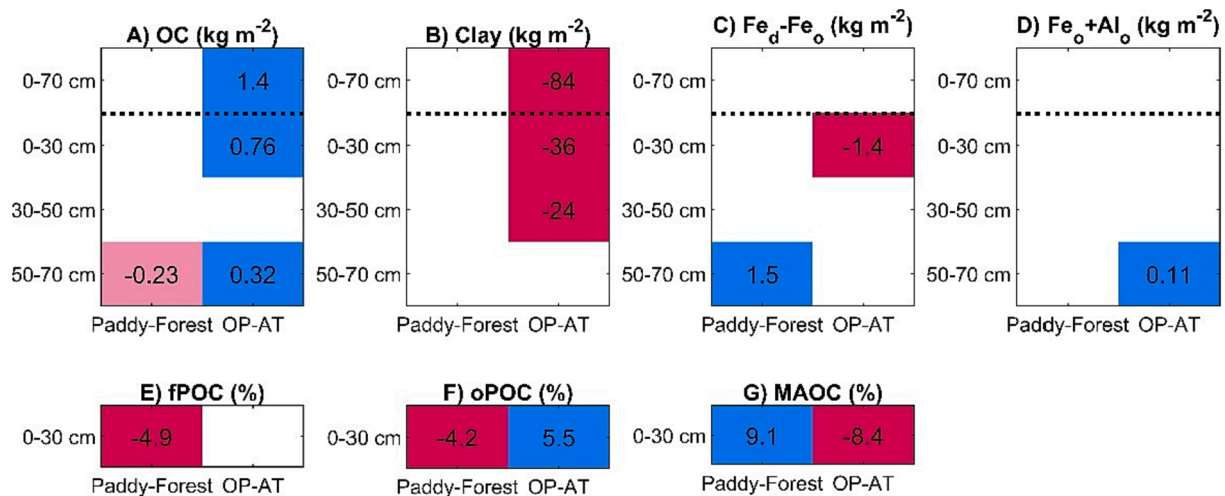 A) OC (kg m⁻²)
0-70 cm
1.4
0-30 cm
0.76
30-50 cm
50-70 cm
-0.23
0.32
Paddy-Forest OP-AT
B) Clay (kg m⁻²)
0-70 cm
-84
0-30 cm
-36
30-50 cm
-24
50-70 cm
Paddy-Forest OP-AT
C) Fe_d-Fe_o (kg m⁻²)
0-70 cm
0-30 cm
-1.4
30-50 cm
50-70 cm
1.5
Paddy-Forest OP-AT
D) Fe_o+Al_o (kg m⁻²)
0-70 cm
0-30 cm
30-50 cm
50-70 cm
0.11
Paddy-Forest OP-AT
E) fPOC (%)
0-30 cm
-4.9
Paddy-Forest OP-AT
F) oPOC (%)
0-30 cm
-4.2
5.5
Paddy-Forest OP-AT
G) MAOC (%)
0-30 cm
9.1
-8.4
Paddy-Forest OP-AT